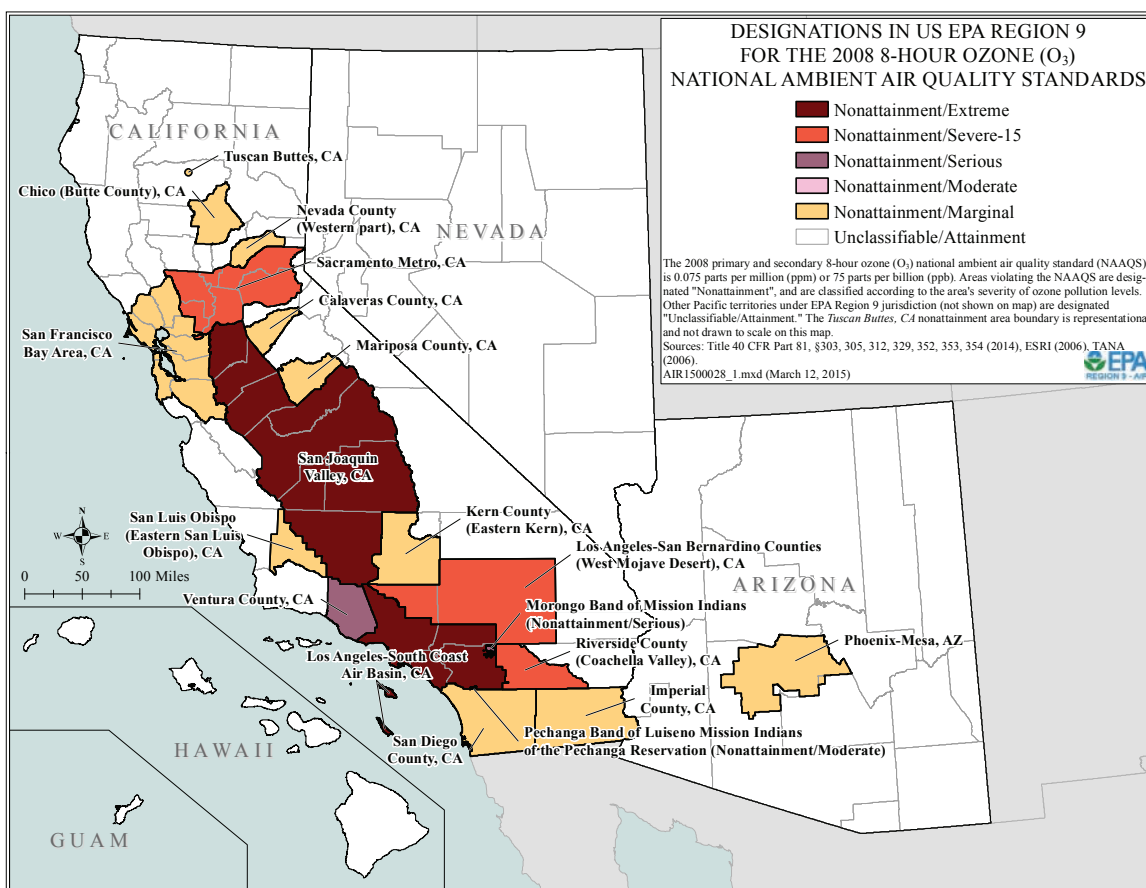 DESIGNATIONS IN US EPA REGION 9
FOR THE 2008 8-HOUR OZONE (O₃)
NATIONAL AMBIENT AIR QUALITY STANDARDS
Nonattainment/Extreme
Nonattainment/Severe-15
Nonattainment/Serious
Nonattainment/Moderate
Nonattainment/Marginal
Unclassifiable/Attainment
The 2008 primary and secondary 8-hour ozone (O₃) national ambient air quality standard (NAAQS)
is 0.075 parts per million (ppm) or 75 parts per billion (ppb). Areas violating the NAAQS are desig-
nated "Nonattainment", and are classified according to the area's severity of ozone pollution levels.
Other Pacific territories under EPA Region 9 jurisdiction (not shown on map) are designated
"Unclassifiable/Attainment." The Tuscan Buttes, CA nonattainment area boundary is representationa
and not drawn to scale on this map.
Sources: Title 40 CFR Part 81, §303, 305, 312, 329, 352, 353, 354 (2014), ESRI (2006), TANA
(2006).
AIR1500028_1.mxd (March 12, 2015)
EPA
REGION 9 - AIR
CALIFORNIA
Tuscan Buttes, CA
Chico (Butte County), CA
Nevada County
(Western part), CA
NEVADA
Sacramento Metro, CA
Calaveras County, CA
San Francisco
Bay Area, CA
Mariposa County, CA
San Joaquin
Valley, CA
San Luis Obispo
(Eastern San Luis
Obispo), CA
Kern County
(Eastern Kern), CA
N
W
E
S
0 50 100 Miles
Los Angeles-San Bernardino Counties
(West Mojave Desert), CA
ARIZONA
Ventura County, CA
Morongo Band of Mission Indians
(Nonattainment/Serious)
Phoenix-Mesa, AZ
Riverside County
(Coachella Valley), CA
Los Angeles-South Coast
Air Basin, CA
Imperial
County, CA
San Diego
County, CA
Pechanga Band of Luiseno Mission Indians
of the Pechanga Reservation (Nonattainment/Moderate)
HAWAII
GUAM